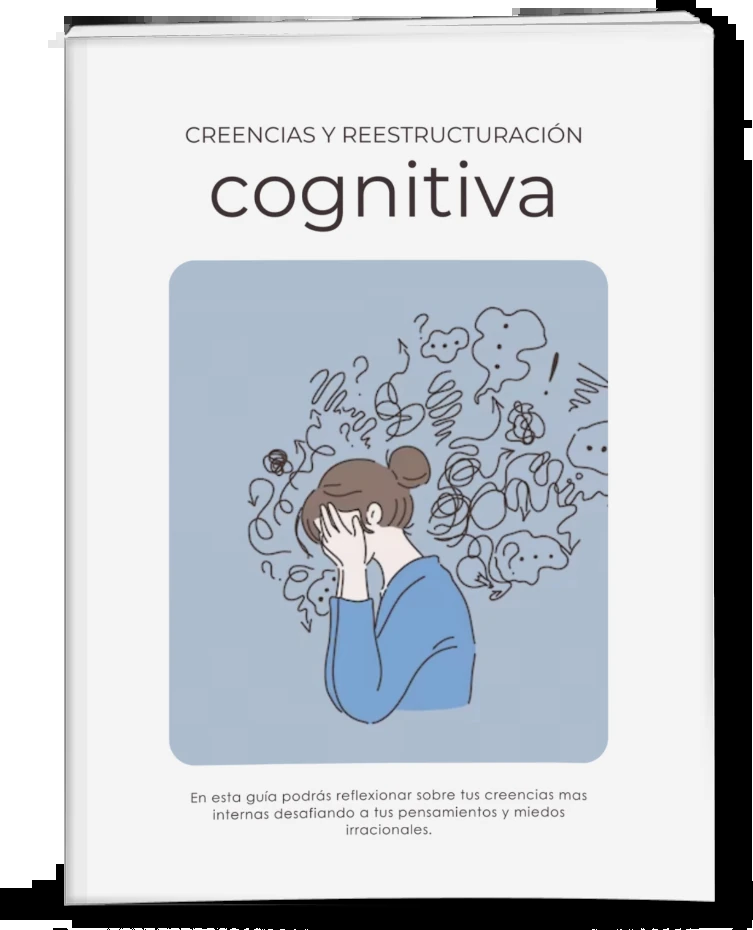 CREENCIAS Y REESTRUCTURACIÓN
cognitiva
En esta guía podrás reflexionar sobre tus creencias mas
internas desafiando a tus pensamientos y miedos
irracionales.